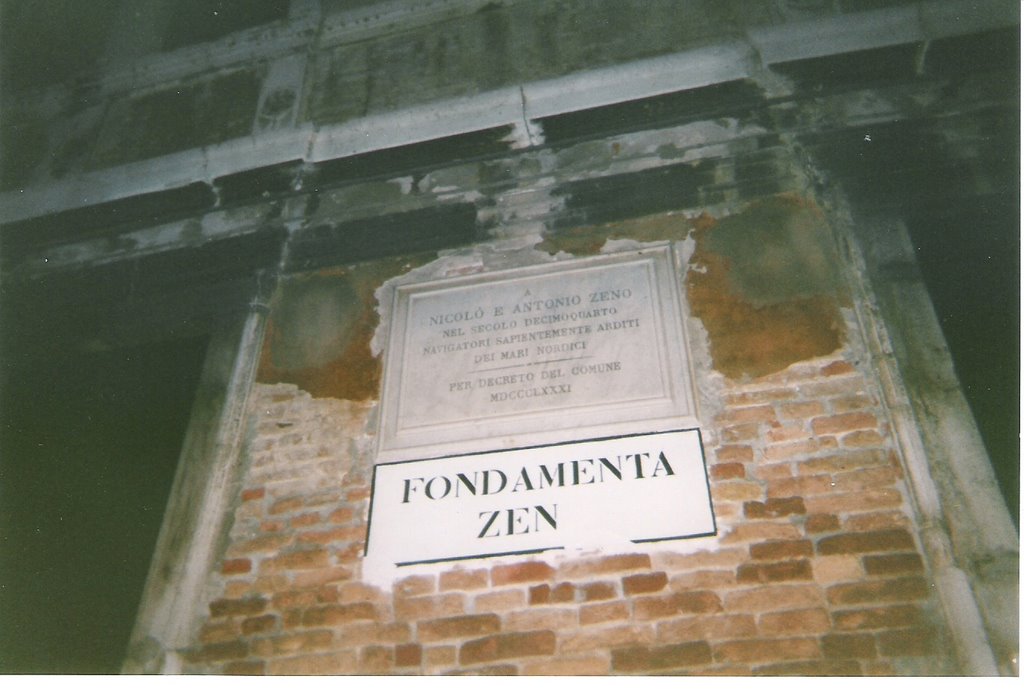 A
NICOLÒ E ANTONIO ZENO
NEL SECOLO DECIMOQUARTO
NAVIGATORI SAPIENTEMENTE ARDITI
DEI MARI NORDICI
PER DECRETO DEL COMUNE
MDCCCLXXXI
FONDAMENTA
ZEN